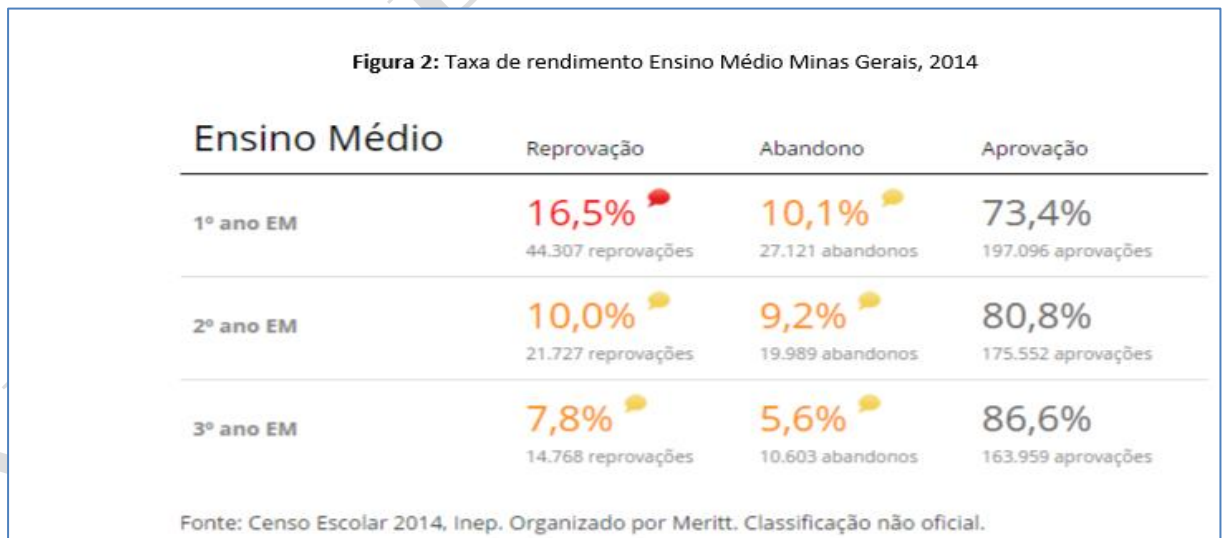 Figura 2: Taxa de rendimento Ensino Médio Minas Gerais, 2014
Ensino Médio Reprovação Abandono Aprovação
1º ano EM 16,5% 10,1% 73,4%
44.307 reprovações 27.121 abandonos 197.096 aprovações
2º ano EM 10,0% 9,2% 80,8%
21.727 reprovações 19.989 abandonos 175.552 aprovações
3º ano EM 7,8% 5,6% 86,6%
14.768 reprovações 10.603 abandonos 163.959 aprovações
Fonte: Censo Escolar 2014, Inep. Organizado por Meritt. Classificação não oficial.